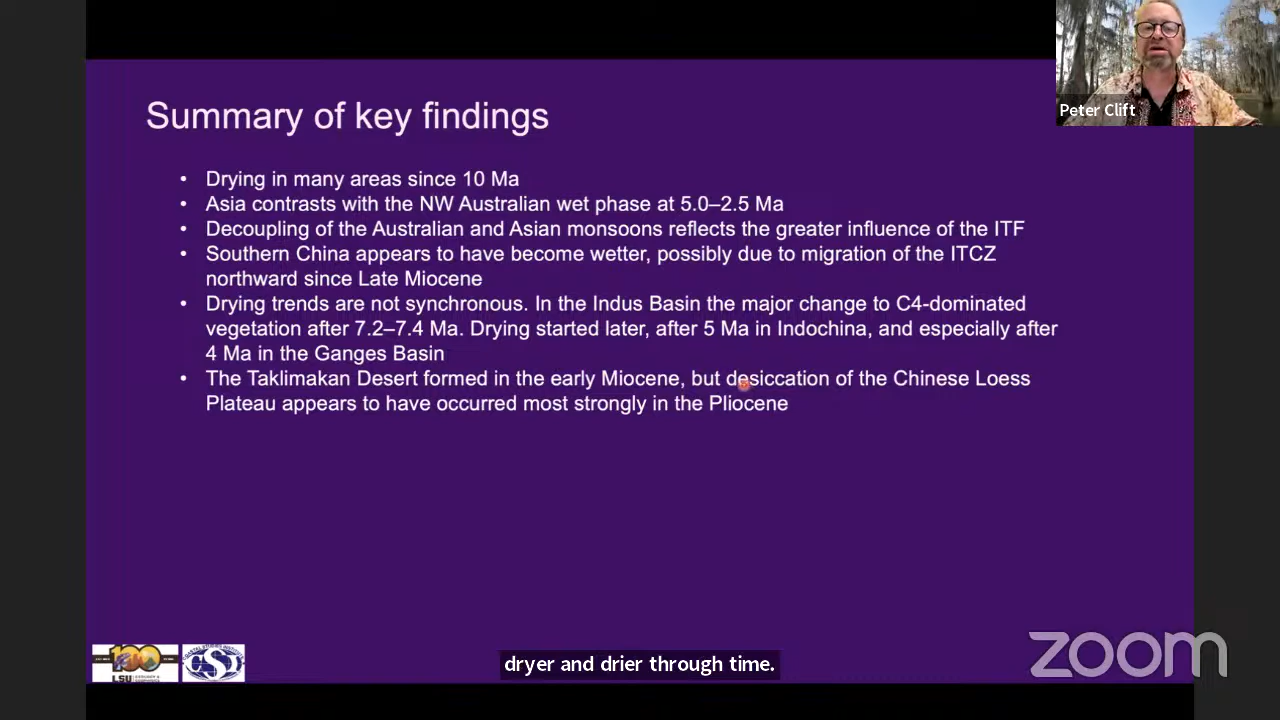 Peter Clift
Summary of key findings
• Drying in many areas since 10 Ma
• Asia contrasts with the NW Australian wet phase at 5.0–2.5 Ma
• Decoupling of the Australian and Asian monsoons reflects the greater influence of the ITF
• Southern China appears to have become wetter, possibly due to migration of the ITCZ
northward since Late Miocene
• Drying trends are not synchronous. In the Indus Basin the major change to C4-dominated
vegetation after 7.2–7.4 Ma. Drying started later, after 5 Ma in Indochina, and especially after
4 Ma in the Ganges Basin
• The Taklimakan Desert formed in the early Miocene, but desiccation of the Chinese Loess
Plateau appears to have occurred most strongly in the Pliocene
100
LSU
CSI
dryer and drier through time.
zoom